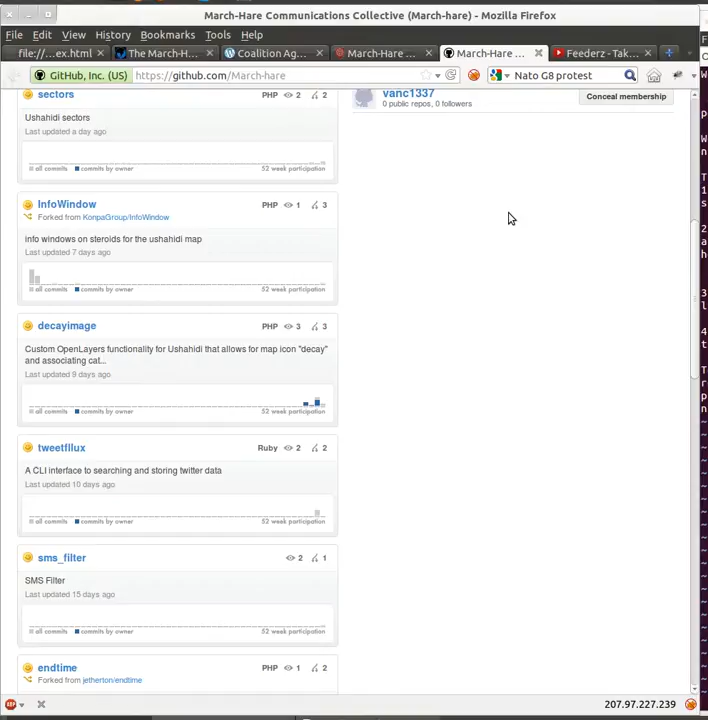 March-Hare Communications Collective (March-hare) - Mozilla Firefox
File Edit View History Bookmarks Tools Help
file://...ex.html
The March-H...
Coalition Ag...
March-Hare ...
March-Hare ...
Feederz - Tak...
GitHub, Inc. (US) https://github.com/March-hare
Nato G8 protest
sectors PHP 2 2
Ushahidi sectors
Last updated a day ago
all commits commits by owner 52 week participation
InfoWindow PHP 1 3
Forked from KonpaGroup/InfoWindow
info windows on steroids for the ushahidi map
Last updated 7 days ago
all commits commits by owner 52 week participation
decayimage PHP 3 3
Custom OpenLayers functionality for Ushahidi that allows for map icon "decay"
and associating cat...
Last updated 9 days ago
all commits commits by owner 52 week participation
tweetfllux Ruby 2 2
A CLI interface to searching and storing twitter data
Last updated 10 days ago
all commits commits by owner 52 week participation
sms_filter 2 1
SMS Filter
Last updated 15 days ago
all commits commits by owner 52 week participation
endtime PHP 1 2
Forked from jetherton/endtime
vanc1337
0 public repos, 0 followers
Conceal membership
ABP
207.97.227.239